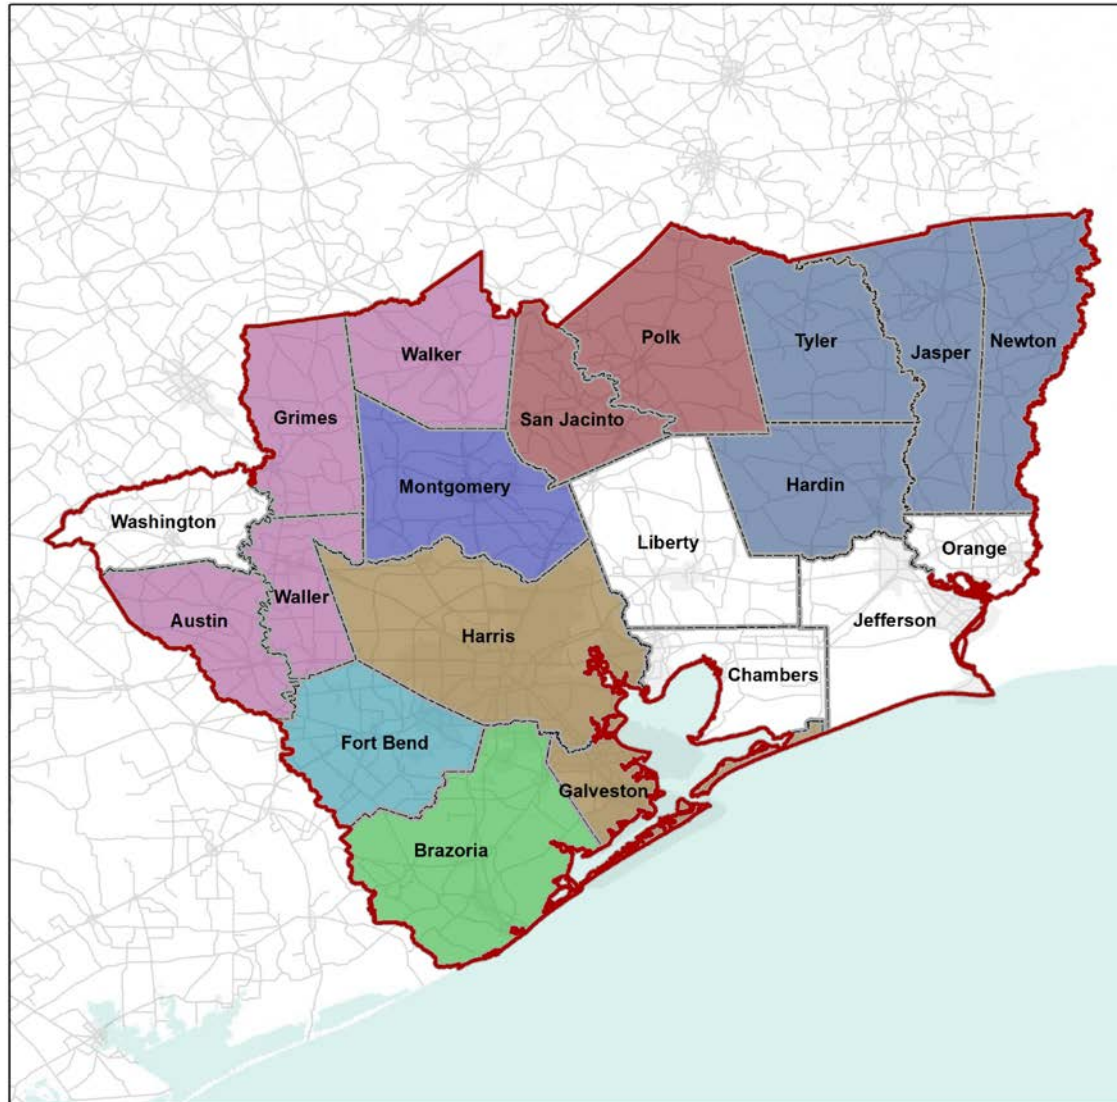 Polk
Tyler
Newton
Jasper
Walker
Grimes
San Jacinto
Hardin
Montgomery
Washington
Liberty
Orange
Austin
Waller
Jefferson
Harris
Chambers
Fort Bend
Galveston
Brazoria